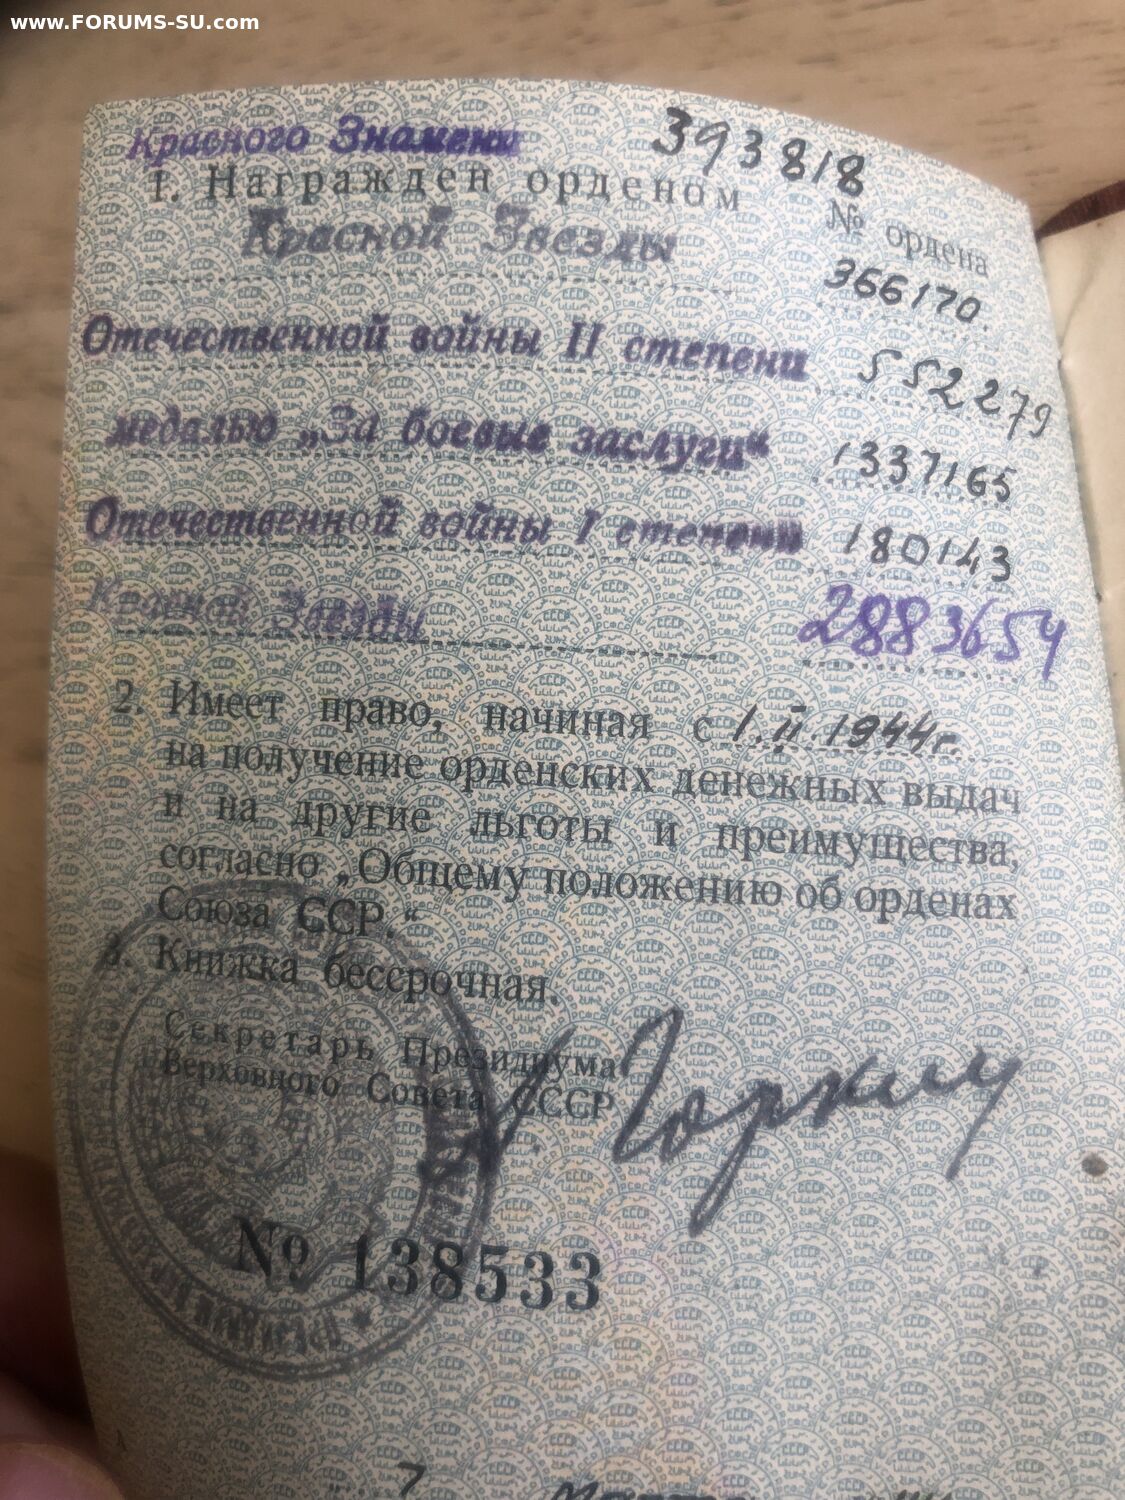 www.FORUMS-SU.com
Красного Знамени 393818
1. Награжден орденом № ордена
Красной Звезды 366170.
Отечественной войны II степени 552279
медалью „За боевые заслуги“ 1337165
Отечественной войны I степени 180143
Красной Звезды 2883654
2. Имеет право, начиная с 1.II.1944г.
на получение орденских денежных выдач
и на другие льготы и преимущества,
согласно „Общему положению об орденах
Союза ССР.“
3. Книжка бессрочная.
Секретарь Президиума
Верховного Совета СССР
А. Горкин
№ 138533